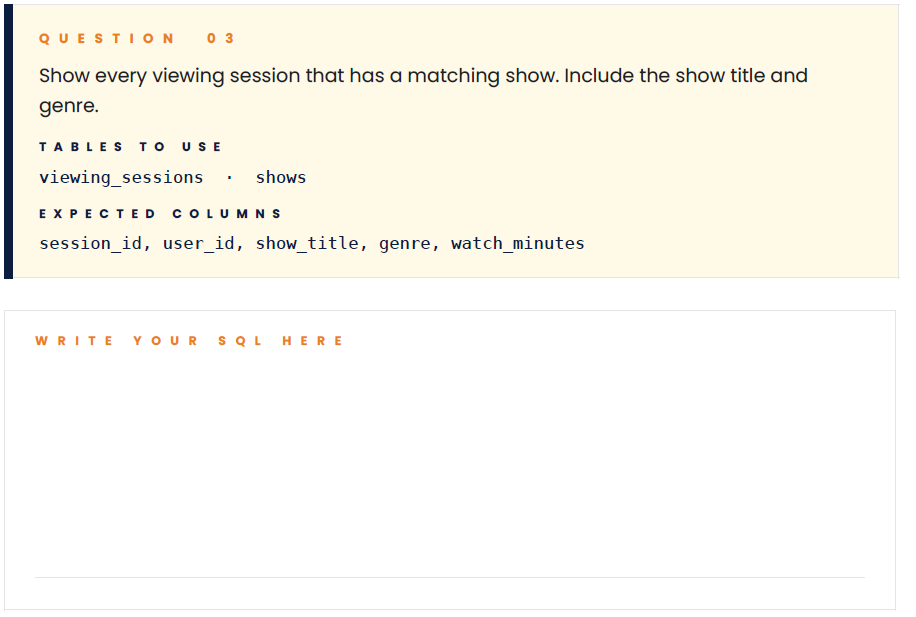 QUESTION 03
Show every viewing session that has a matching show. Include the show title and
genre.
TABLES TO USE
viewing_sessions · shows
EXPECTED COLUMNS
session_id, user_id, show_title, genre, watch_minutes
WRITE YOUR SQL HERE